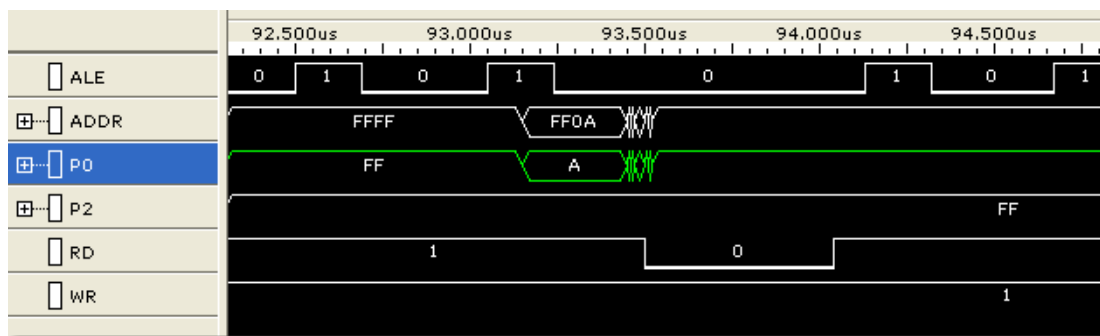 92.500us 93.000us 93.500us 94.000us 94.500us
ALE 0 1 0 1 0 1 0 1
ADDR FFFF FF0A
P0 FF A
P2 FF
RD 1 0
WR 1